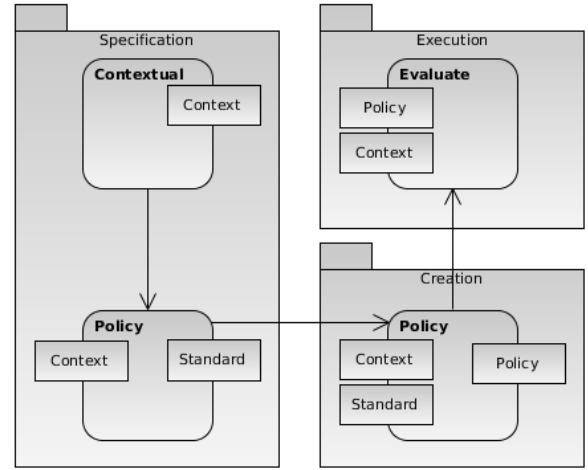 Specification
Contextual
Context
Policy
Context
Standard
Execution
Evaluate
Policy
Context
Creation
Policy
Context
Policy
Standard